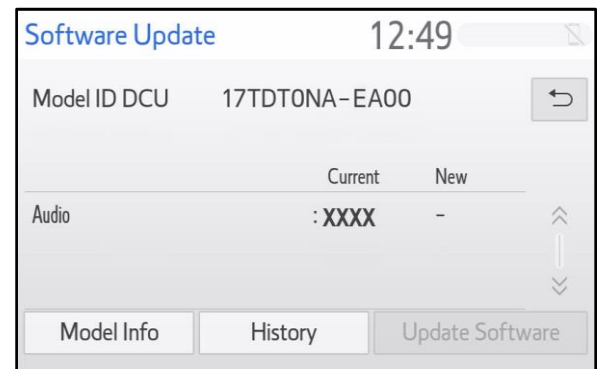 Software Update 12:49
Model ID DCU 17TDT0NA-EA00
Current New
Audio : XXXX -
Model Info History Update Software